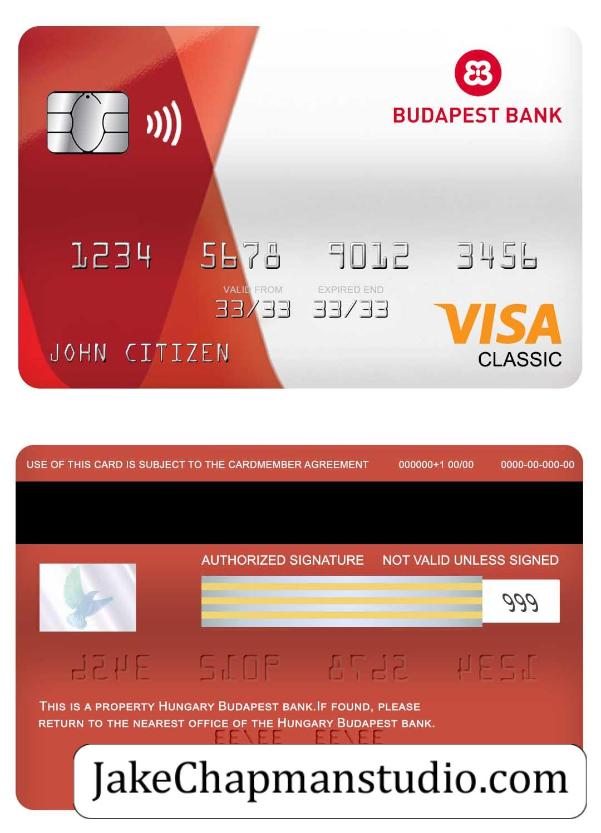 BUDAPEST BANK
1234 5678 9012 3456
VALID FROM EXPIRED END
33/33 33/33
VISA
JOHN CITIZEN
CLASSIC
USE OF THIS CARD IS SUBJECT TO THE CARDMEMBER AGREEMENT 000000+1 00/00 0000-00-000-00
AUTHORIZED SIGNATURE NOT VALID UNLESS SIGNED
999
THIS IS A PROPERTY HUNGARY BUDAPEST BANK.IF FOUND, PLEASE
RETURN TO THE NEAREST OFFICE OF THE HUNGARY BUDAPEST BANK.
JakeChapmanstudio.com